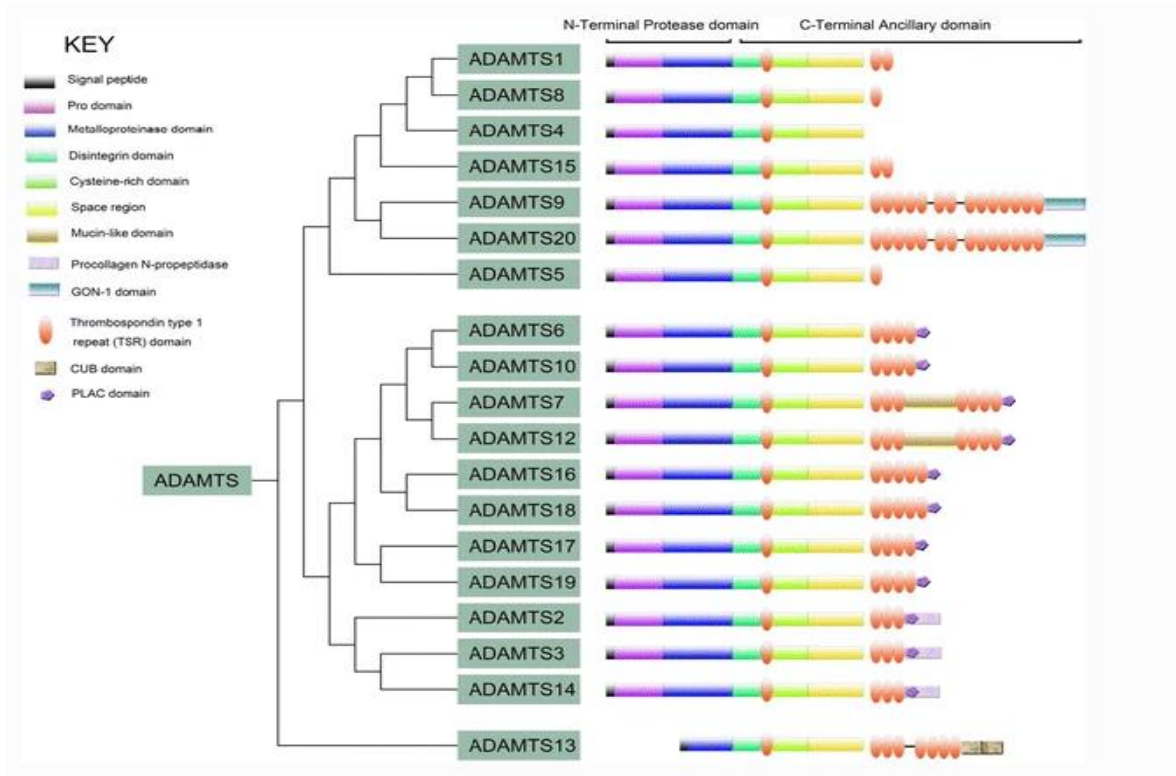 N-Terminal Protease domain
C-Terminal Ancillary domain
KEY
Signal peptide
Pro domain
Metalloproteinase domain
Disintegrin domain
Cysteine-rich domain
Space region
Mucin-like domain
Procollagen N-propeptidase
GON-1 domain
Thrombospondin type 1
repeat (TSR) domain
CUB domain
PLAC domain
ADAMTS
ADAMTS1
ADAMTS8
ADAMTS4
ADAMTS15
ADAMTS9
ADAMTS20
ADAMTS5
ADAMTS6
ADAMTS10
ADAMTS7
ADAMTS12
ADAMTS16
ADAMTS18
ADAMTS17
ADAMTS19
ADAMTS2
ADAMTS3
ADAMTS14
ADAMTS13